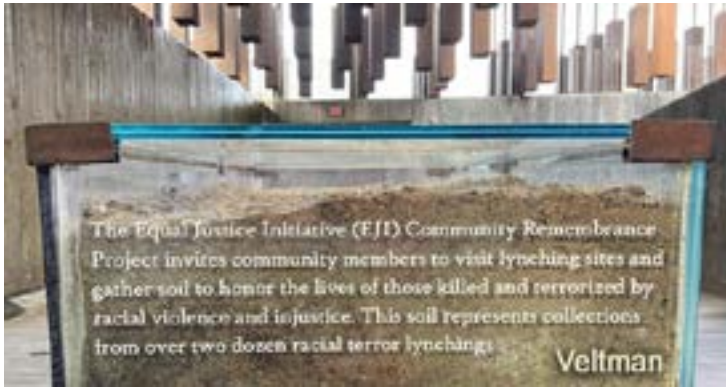 The Equal Justice Initiative (EJI) Community Remembrance
Project invites community members to visit lynching sites and
gather soil to honor the lives of those killed and terrorized by
racial violence and injustice. This soil represents collections
from over two dozen racial terror lynchings
Veltman